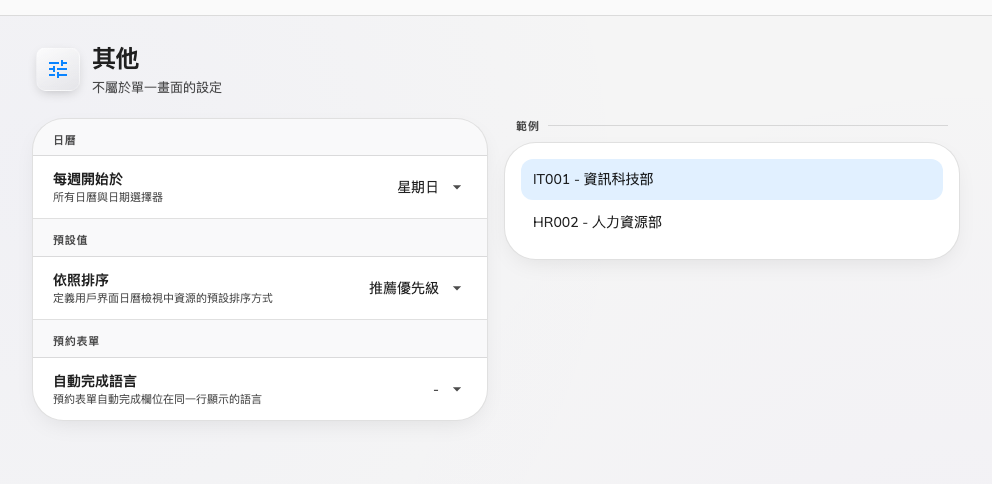 其他
不屬於單一畫面的設定
日曆
每週開始於
所有日曆與日期選擇器
星期日
預設值
依照排序
定義用戶界面日曆檢視中資源的預設排序方式
推薦優先級
預約表單
自動完成語言
預約表單自動完成欄位在同一行顯示的語言
-
範例
IT001 - 資訊科技部
HR002 - 人力資源部